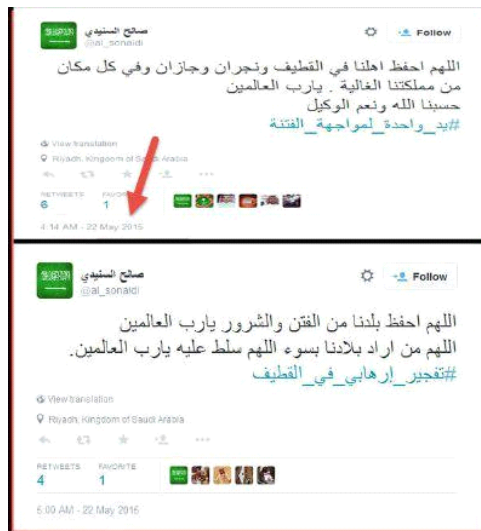 صالح السنيدي
@al_sonaidi
Follow
اللهم احفظ اهلنا في القطيف ونجران وجازان وفي كل مكان
من مملكتنا الغالية . يارب العالمين
حسبنا الله ونعم الوكيل
#يد_واحدة_لمواجهة_الفتنة
View translation
Riyadh, Kingdom of Saudi Arabia
RETWEETS
6
FAVORITE
1
4:14 AM - 22 May 2015
صالح السنيدي
@al_sonaidi
Follow
اللهم احفظ بلدنا من الفتن والشرور يارب العالمين
اللهم من اراد بلادنا بسوء اللهم سلط عليه يارب العالمين.
#تفجير_إرهابي_في_القطيف
View translation
Riyadh, Kingdom of Saudi Arabia
RETWEETS
4
FAVORITE
1
5:00 AM - 22 May 2015